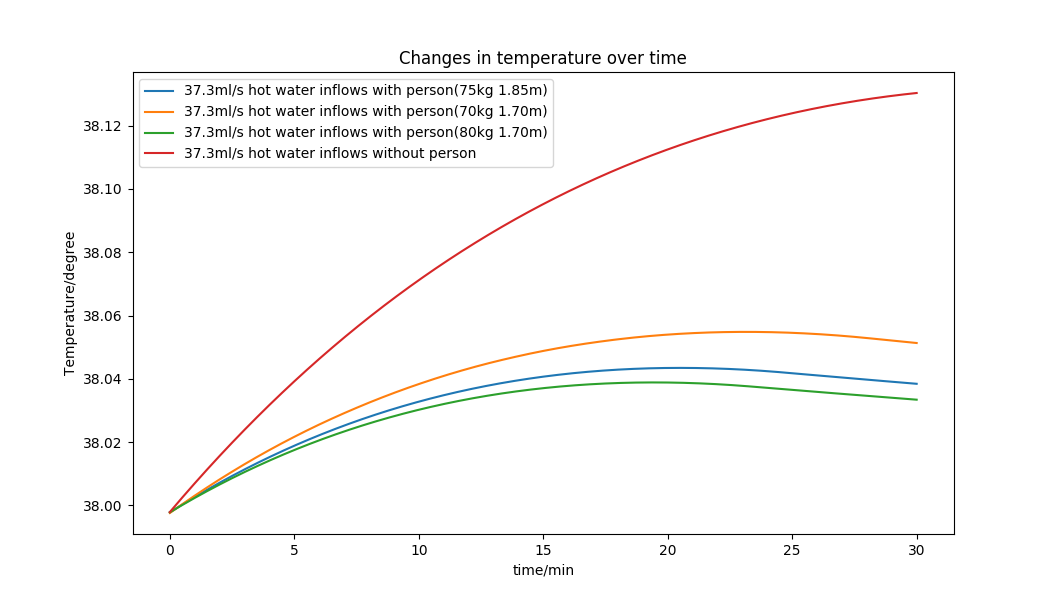 Changes in temperature over time
37.3ml/s hot water inflows with person(75kg 1.85m)
37.3ml/s hot water inflows with person(70kg 1.70m)
37.3ml/s hot water inflows with person(80kg 1.70m)
37.3ml/s hot water inflows without person
Temperature/degree
38.12
38.10
38.08
38.06
38.04
38.02
38.00
0 5 10 15 20 25 30
time/min